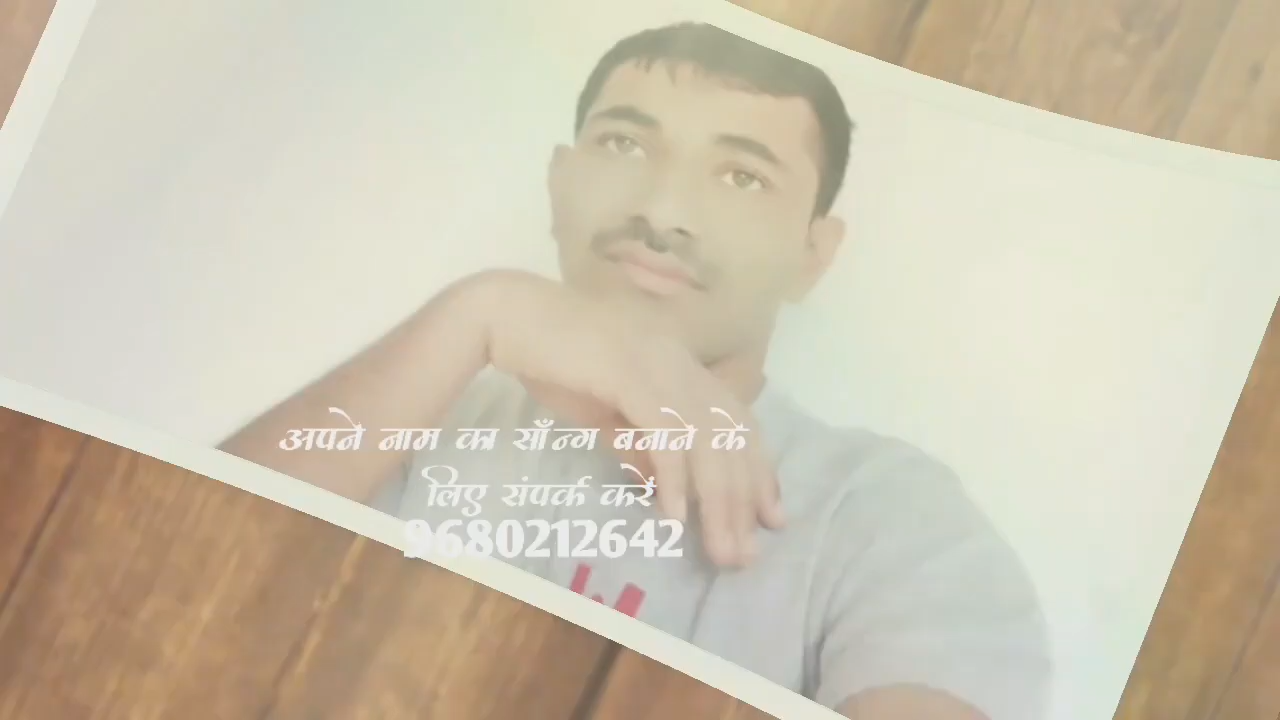 अपने नाम का साँन्ग बनाने के
लिए संपर्क करें
9680212642